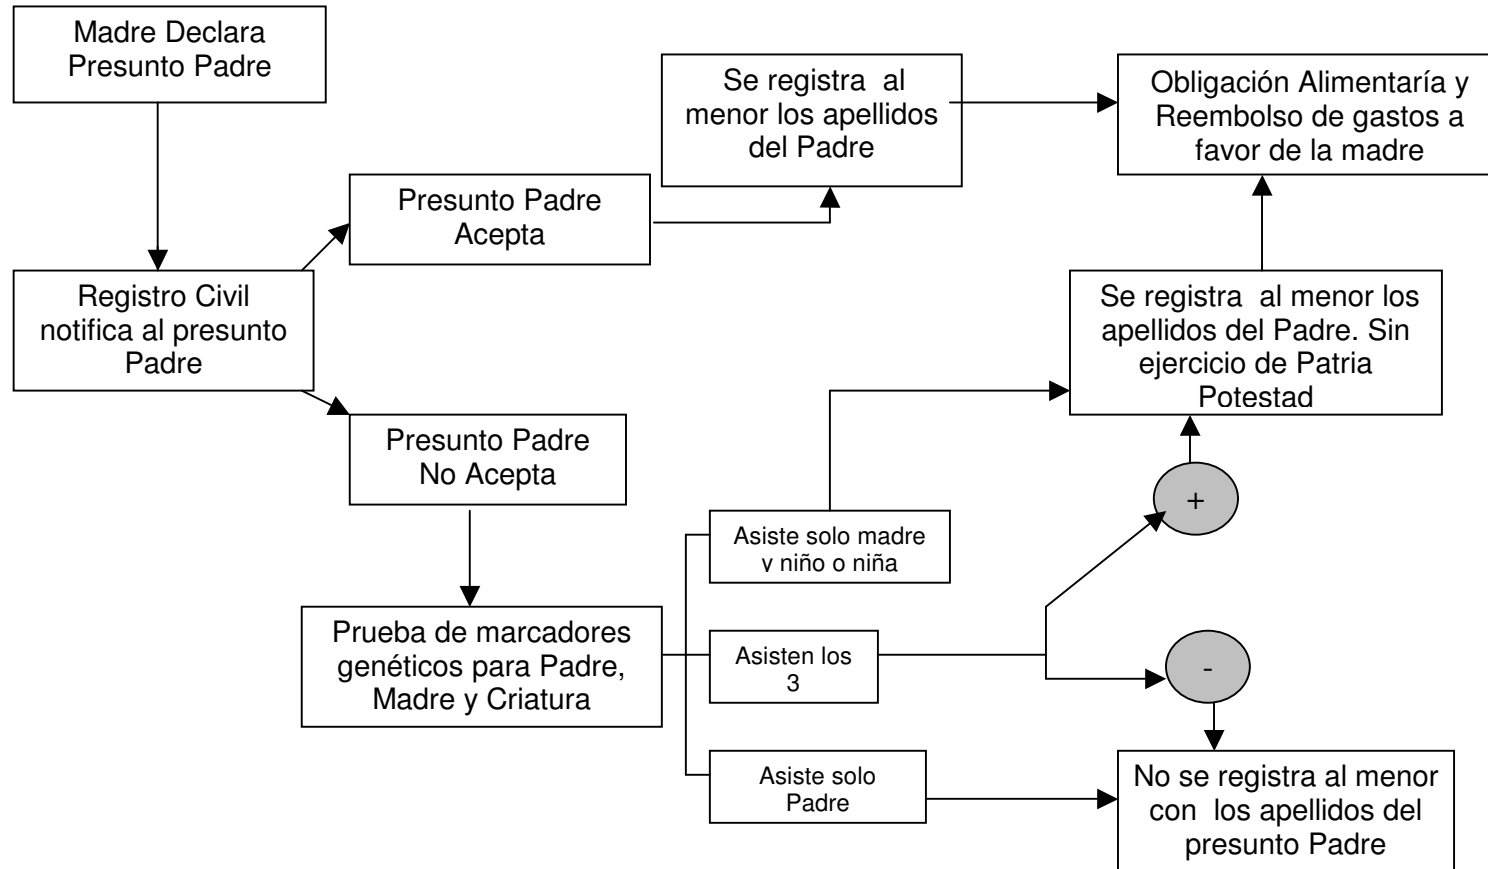 Madre Declara
Presunto Padre
Se registra al
menor los apellidos
del Padre
Obligación Alimentaría y
Reembolso de gastos a
favor de la madre
Presunto Padre
Acepta
Registro Civil
notifica al presunto
Padre
Se registra al menor los
apellidos del Padre. Sin
ejercicio de Patria
Potestad
Presunto Padre
No Acepta
+
Asiste solo madre
y niño o niña
Prueba de marcadores
genéticos para Padre,
Madre y Criatura
Asisten los
3
-
Asiste solo
Padre
No se registra al menor
con los apellidos del
presunto Padre